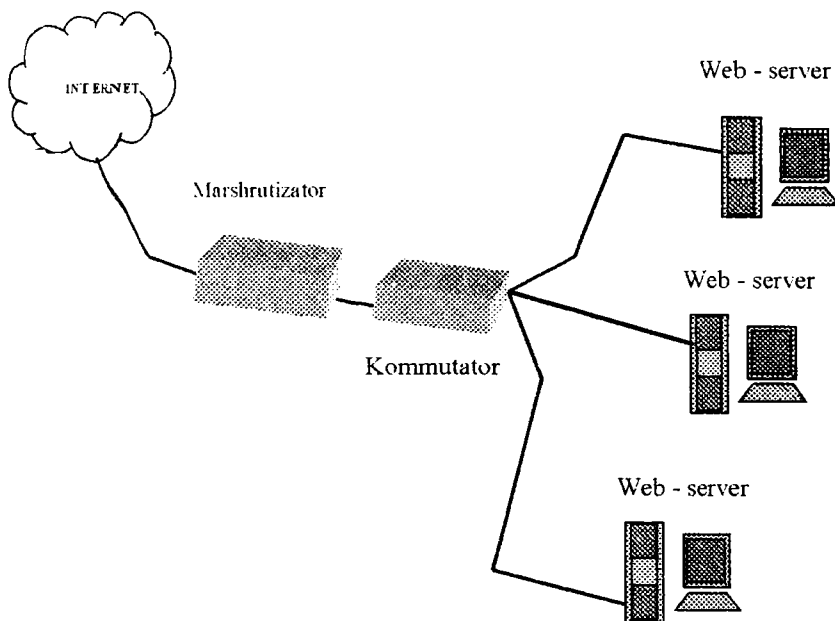 INTERNET
Web - server
Marshrutizator
Web - server
Kommutator
Web - server